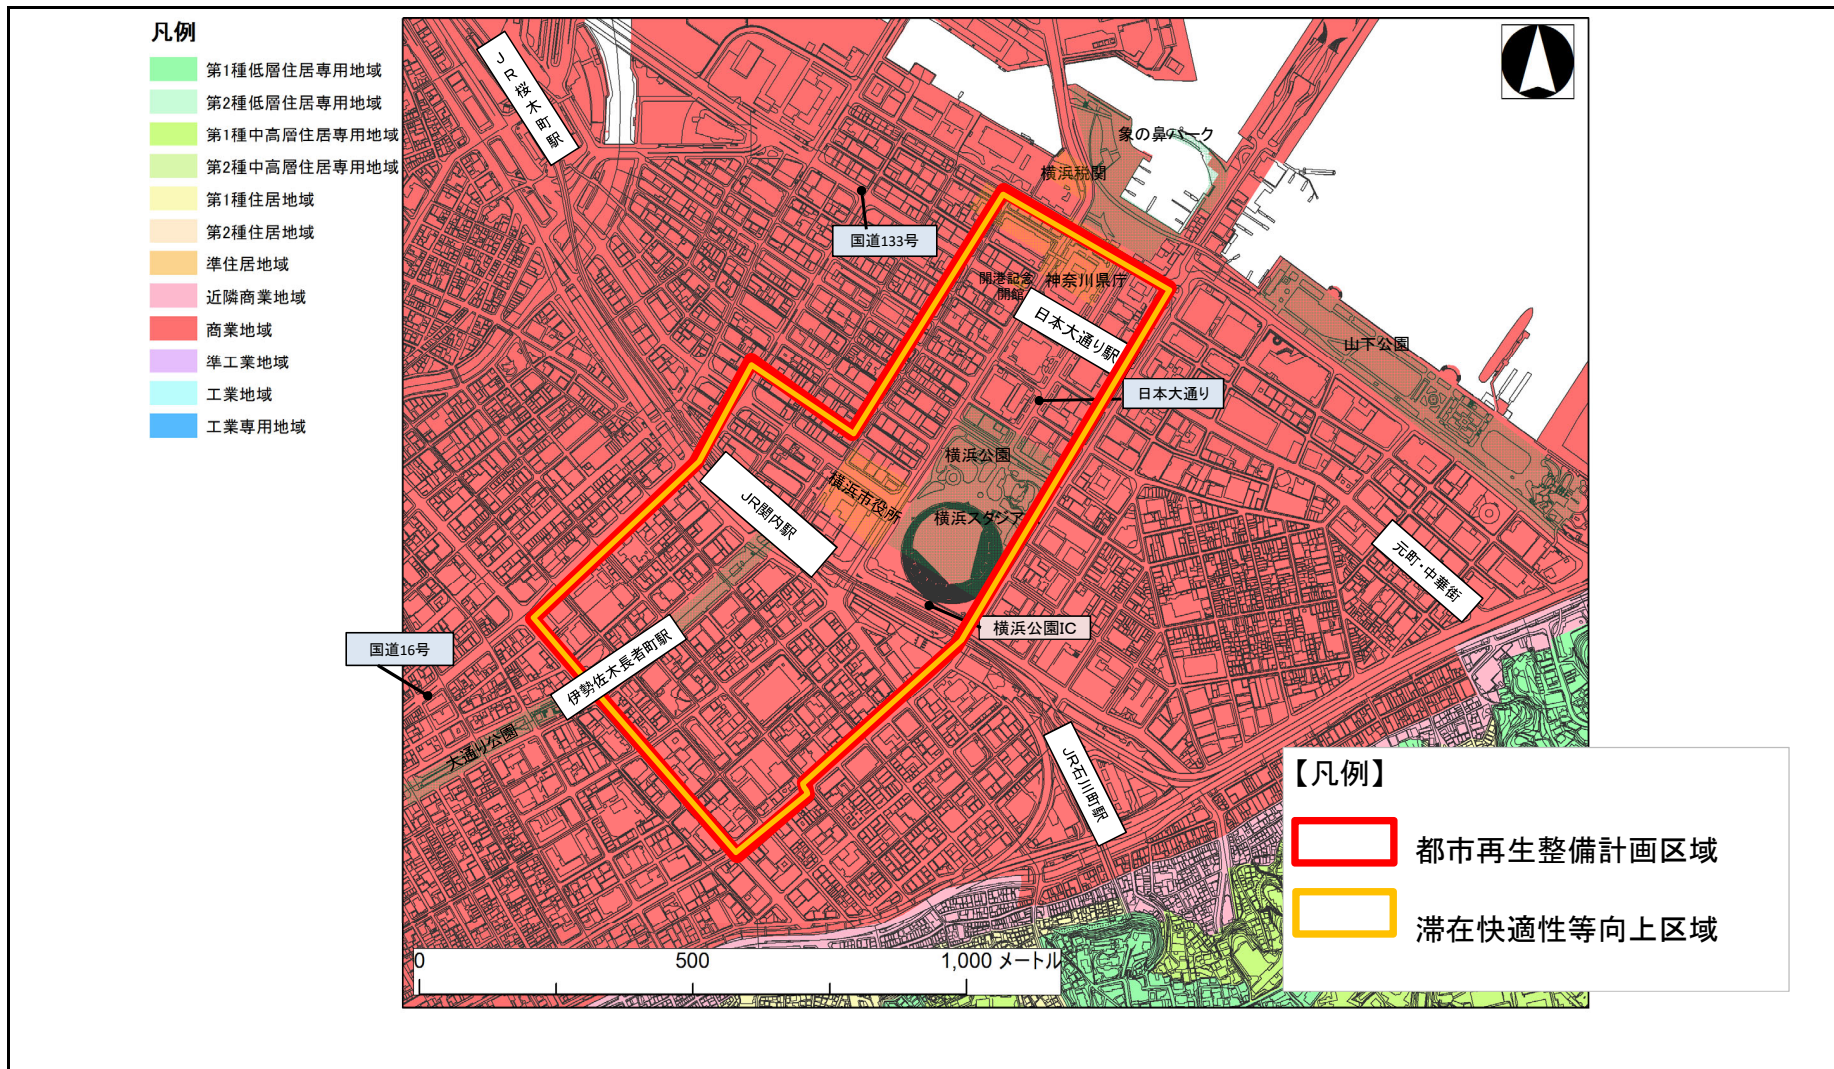 凡例
第1種低層住居専用地域
第2種低層住居専用地域
第1種中高層住居専用地域
第2種中高層住居専用地域
第1種住居地域
第2種住居地域
準住居地域
近隣商業地域
商業地域
準工業地域
工業地域
工業専用地域
JR桜木町駅
象の鼻パーク
横浜税関
国道133号
開港記念
開館
神奈川県庁
日本大通り駅
山下公園
日本大通り
横浜公園
横浜市役所
横浜スタジア
JR関内駅
元町・中華街
横浜公園IC
国道16号
伊勢佐木長者町駅
大通り公園
JR石川町駅
【凡例】
都市再生整備計画区域
滞在快適性等向上区域
0 500 1,000 メートル